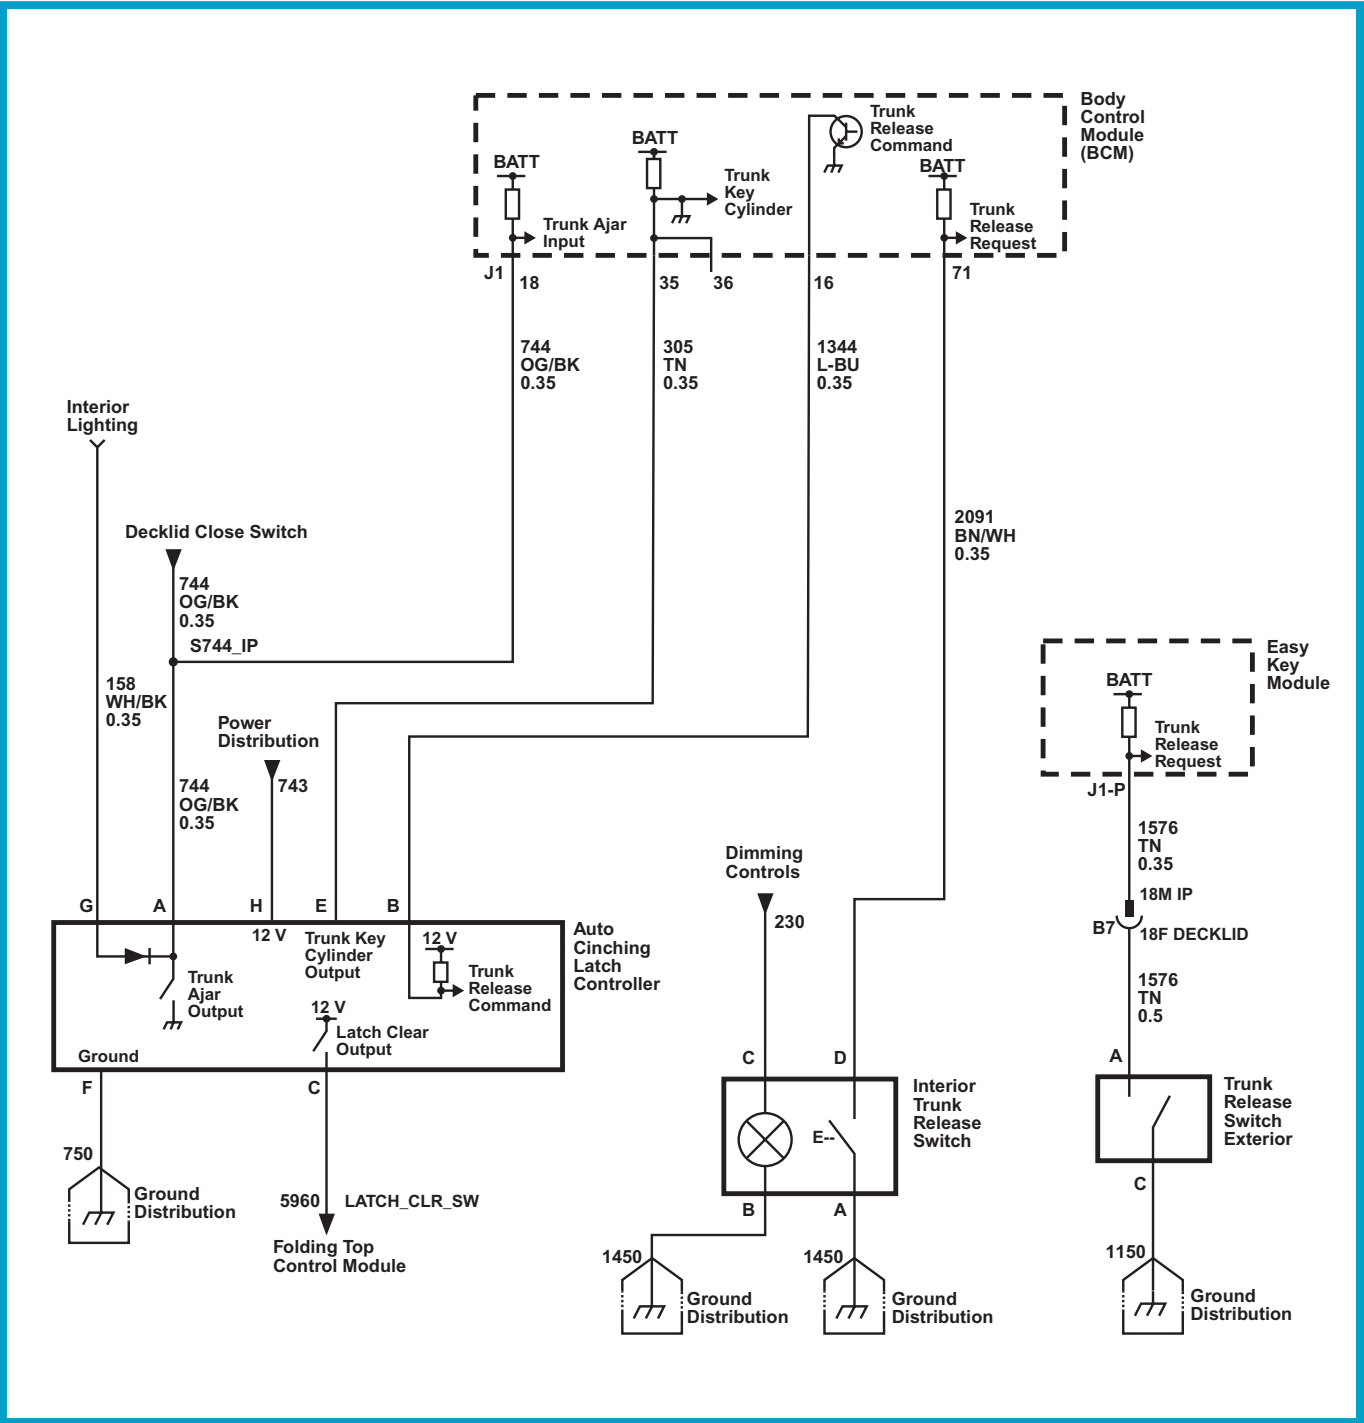 Body
Control
Module
(BCM)
Trunk
Release
Command
BATT
BATT
BATT
Trunk
Key
Cylinder
Trunk Ajar
Input
Trunk
Release
Request
J1
18
35
36
16
71
744
OG/BK
0.35
305
TN
0.35
1344
L-BU
0.35
Interior
Lighting
2091
BN/WH
0.35
Decklid Close Switch
744
OG/BK
0.35
S744_IP
158
WH/BK
0.35
Power
Distribution
743
744
OG/BK
0.35
Easy
Key
Module
BATT
Trunk
Release
Request
J1-P
1576
TN
0.35
18M IP
B7
18F DECKLID
1576
TN
0.5
Dimming
Controls
230
G
A
H
E
B
12 V
Trunk Key
Cylinder
Output
12 V
Trunk
Release
Command
Auto
Cinching
Latch
Controller
Trunk
Ajar
Output
12 V
Latch Clear
Output
Ground
F
C
750
Ground
Distribution
5960
LATCH_CLR_SW
Folding Top
Control Module
C
D
E--
Interior
Trunk
Release
Switch
B
A
1450
Ground
Distribution
1450
Ground
Distribution
A
Trunk
Release
Switch
Exterior
C
1150
Ground
Distribution